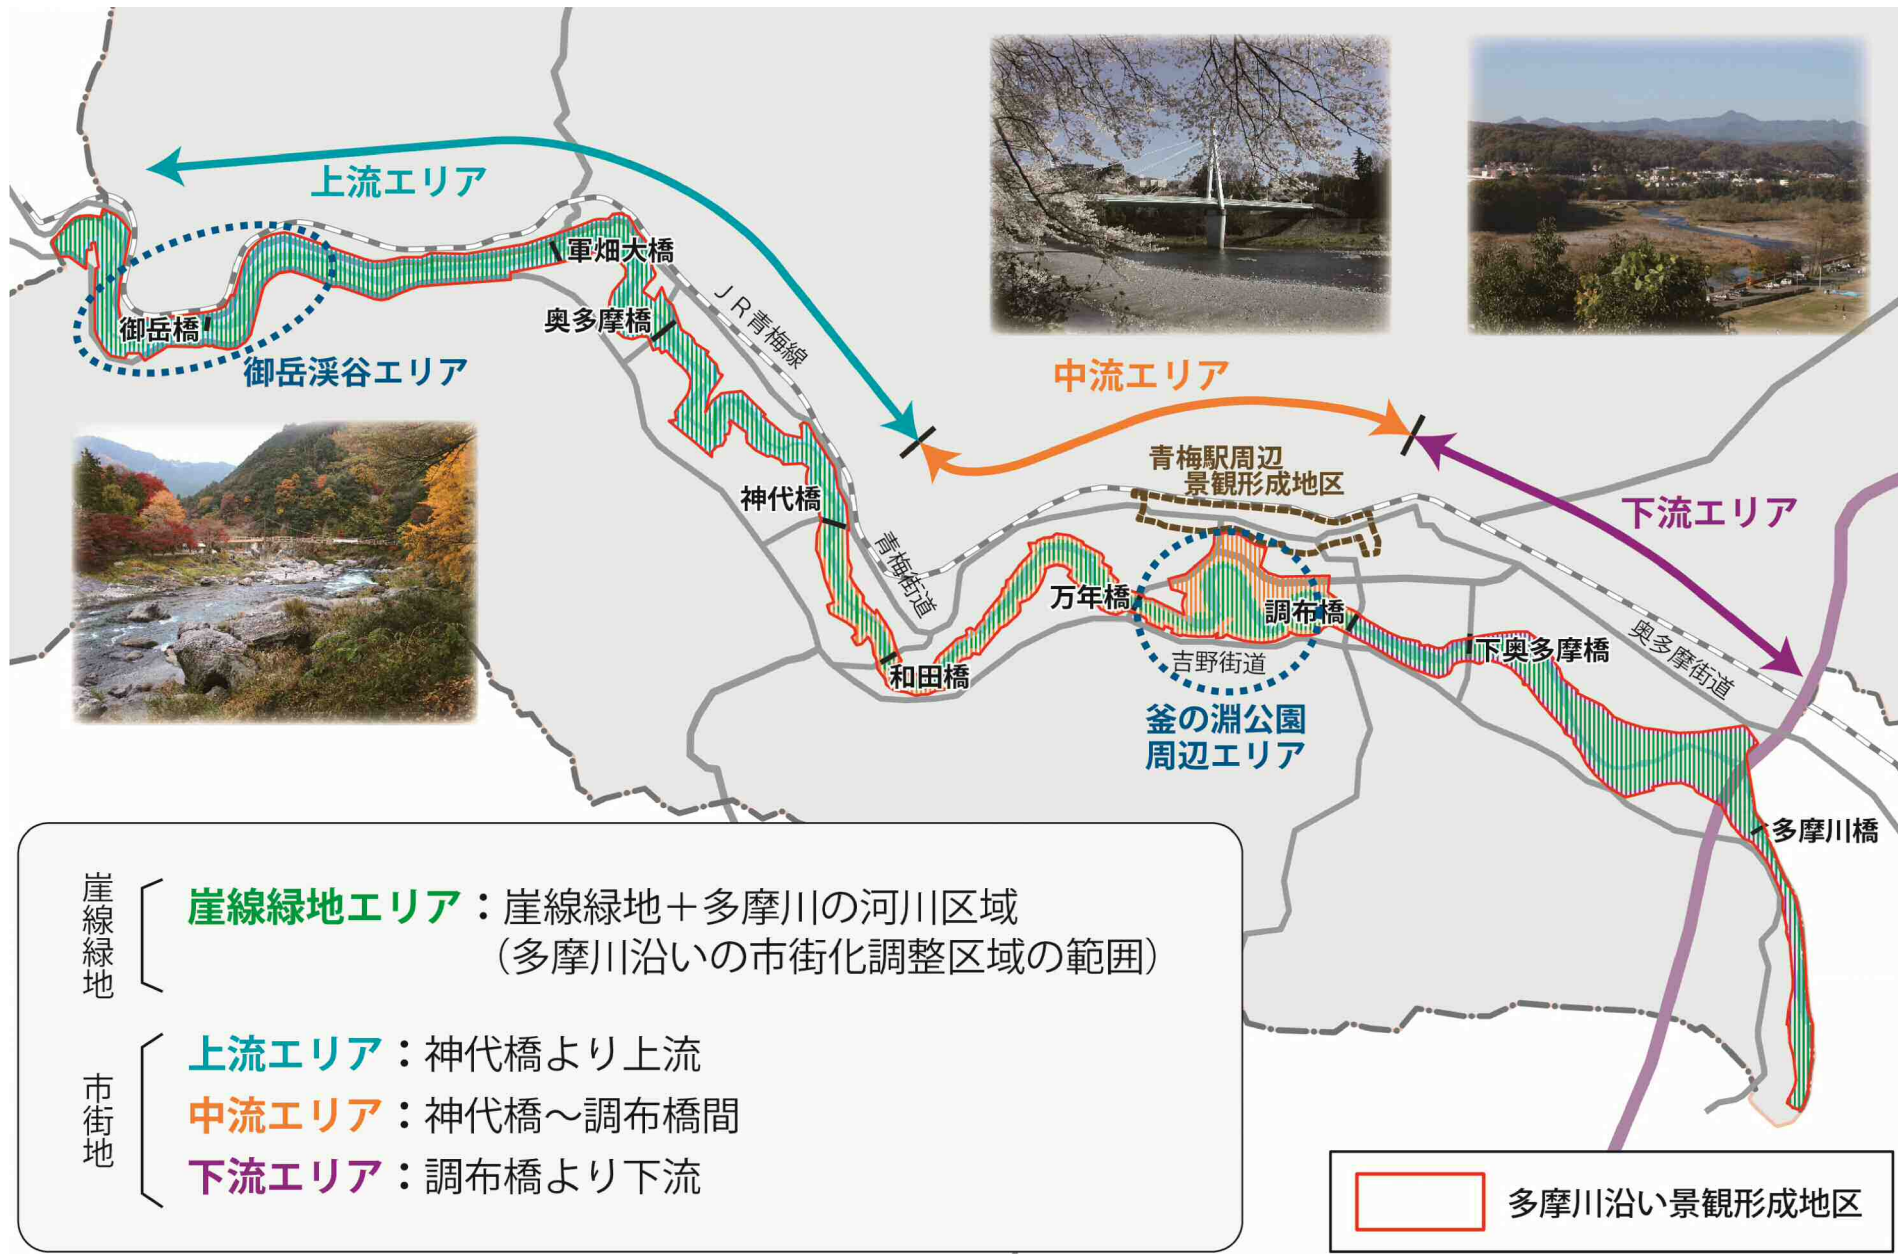 上流エリア
軍畑大橋
御岳橋
奥多摩橋
JR青梅線
御岳渓谷エリア
中流エリア
青梅駅周辺
景観形成地区
神代橋
下流エリア
青梅街道
万年橋
調布橋
下奥多摩橋
奥多摩街道
吉野街道
和田橋
釜の淵公園
周辺エリア
多摩川橋
崖線緑地
崖線緑地エリア：崖線緑地＋多摩川の河川区域
（多摩川沿いの市街化調整区域の範囲）
市街地
上流エリア：神代橋より上流
中流エリア：神代橋～調布橋間
下流エリア：調布橋より下流
多摩川沿い景観形成地区